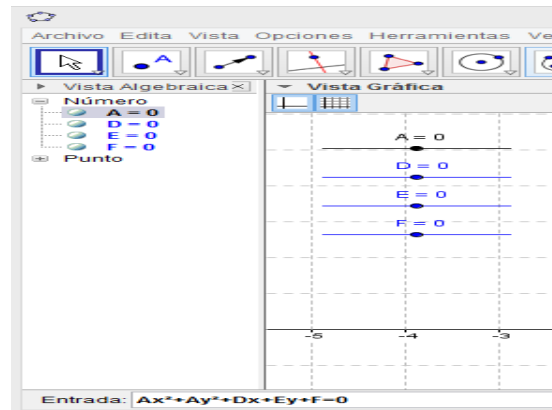 Archivo Edita Vista Opciones Herramientas Ve
A
Vista Algebraica
Número
A = 0
D = 0
E = 0
F = 0
Punto
Vista Gráfica
A = 0
D = 0
E = 0
F = 0
-5 -4 -3
Entrada: Ax²+Ay²+Dx+Ey+F=0